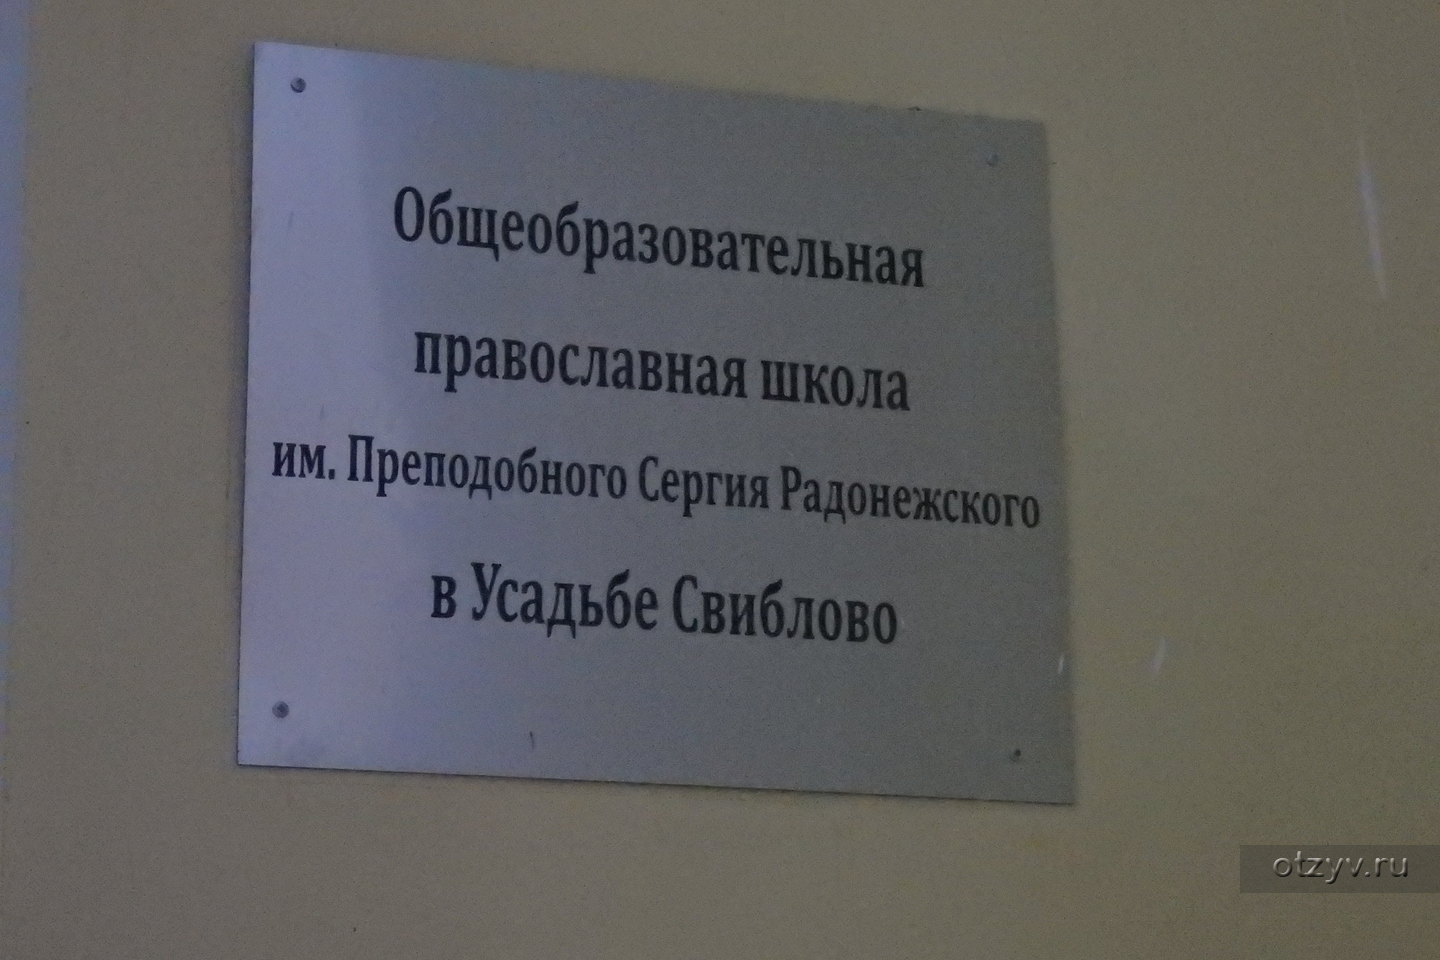 Общеобразовательная
православная школа
им. Преподобного Сергия Радонежского
в Усадьбе Свиблово
otzyv.ru